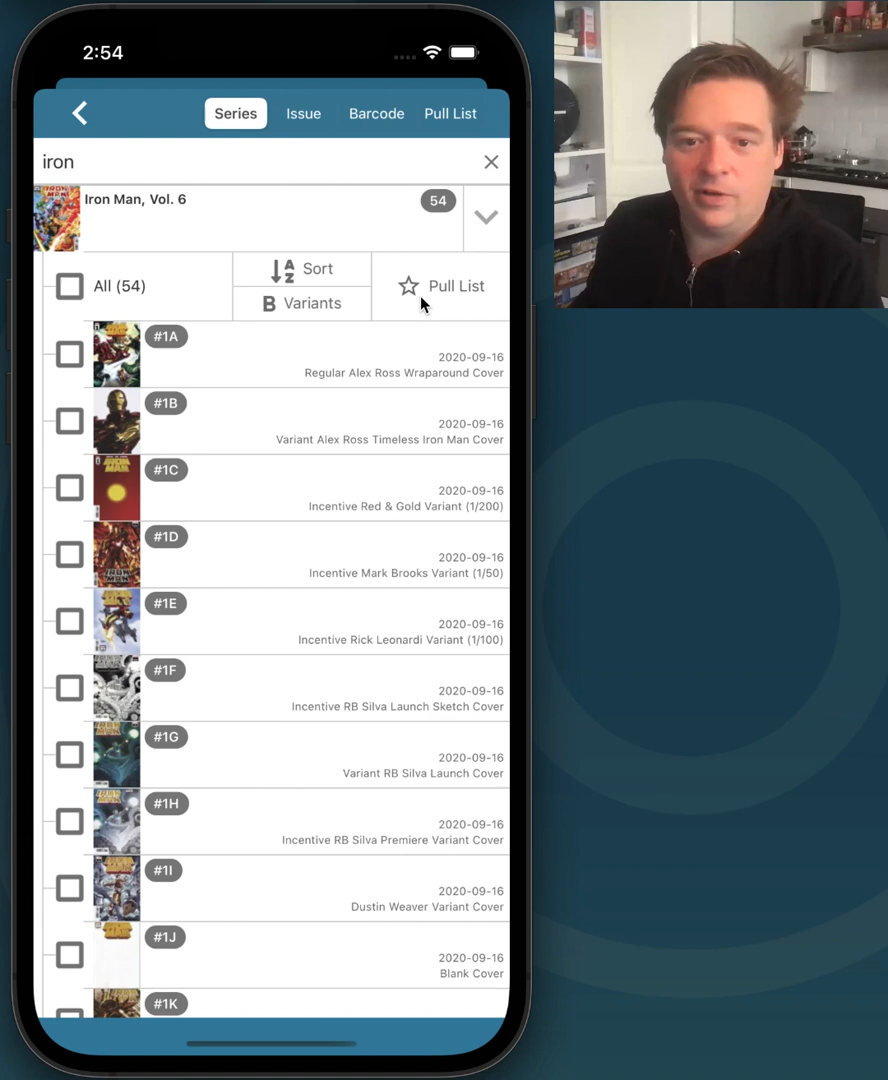 2:54
Series Issue Barcode Pull List
iron
Iron Man, Vol. 6
54
All (54)
Sort
B Variants
Pull List
#1A
2020-09-16
Regular Alex Ross Wraparound Cover
#1B
2020-09-16
Variant Alex Ross Timeless Iron Man Cover
#1C
2020-09-16
Incentive Red & Gold Variant (1/200)
#1D
2020-09-16
Incentive Mark Brooks Variant (1/50)
#1E
2020-09-16
Incentive Rick Leonardi Variant (1/100)
#1F
2020-09-16
Incentive RB Silva Launch Sketch Cover
#1G
2020-09-16
Variant RB Silva Launch Cover
#1H
2020-09-16
Incentive RB Silva Premiere Variant Cover
#1I
2020-09-16
Dustin Weaver Variant Cover
#1J
2020-09-16
Blank Cover
#1K